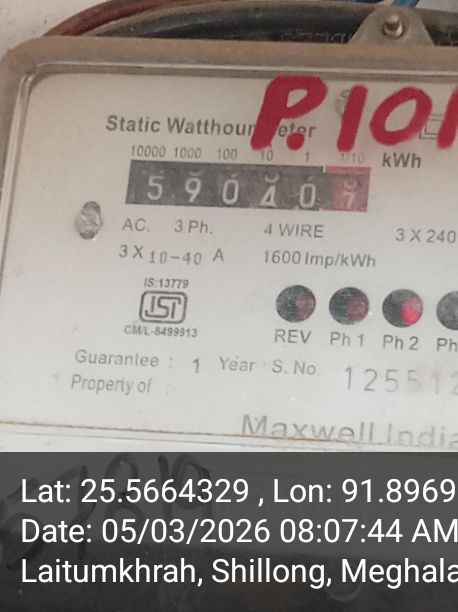 P.101
Static Watthour Meter
10000 1000 100 10 1 1/10 kWh
5 9 0 4 0 7
AC. 3 Ph. 4 WIRE 3 X 240
3 X 10-40 A 1600 Imp/kWh
IS:13779
ISI
CM/L-8499913
REV Ph 1 Ph 2 Ph
Guarantee : 1 Year S. No. 125512
Property of :
Maxwell India
Lat: 25.5664329 , Lon: 91.8969
Date: 05/03/2026 08:07:44 AM
Laitumkhrah, Shillong, Meghala